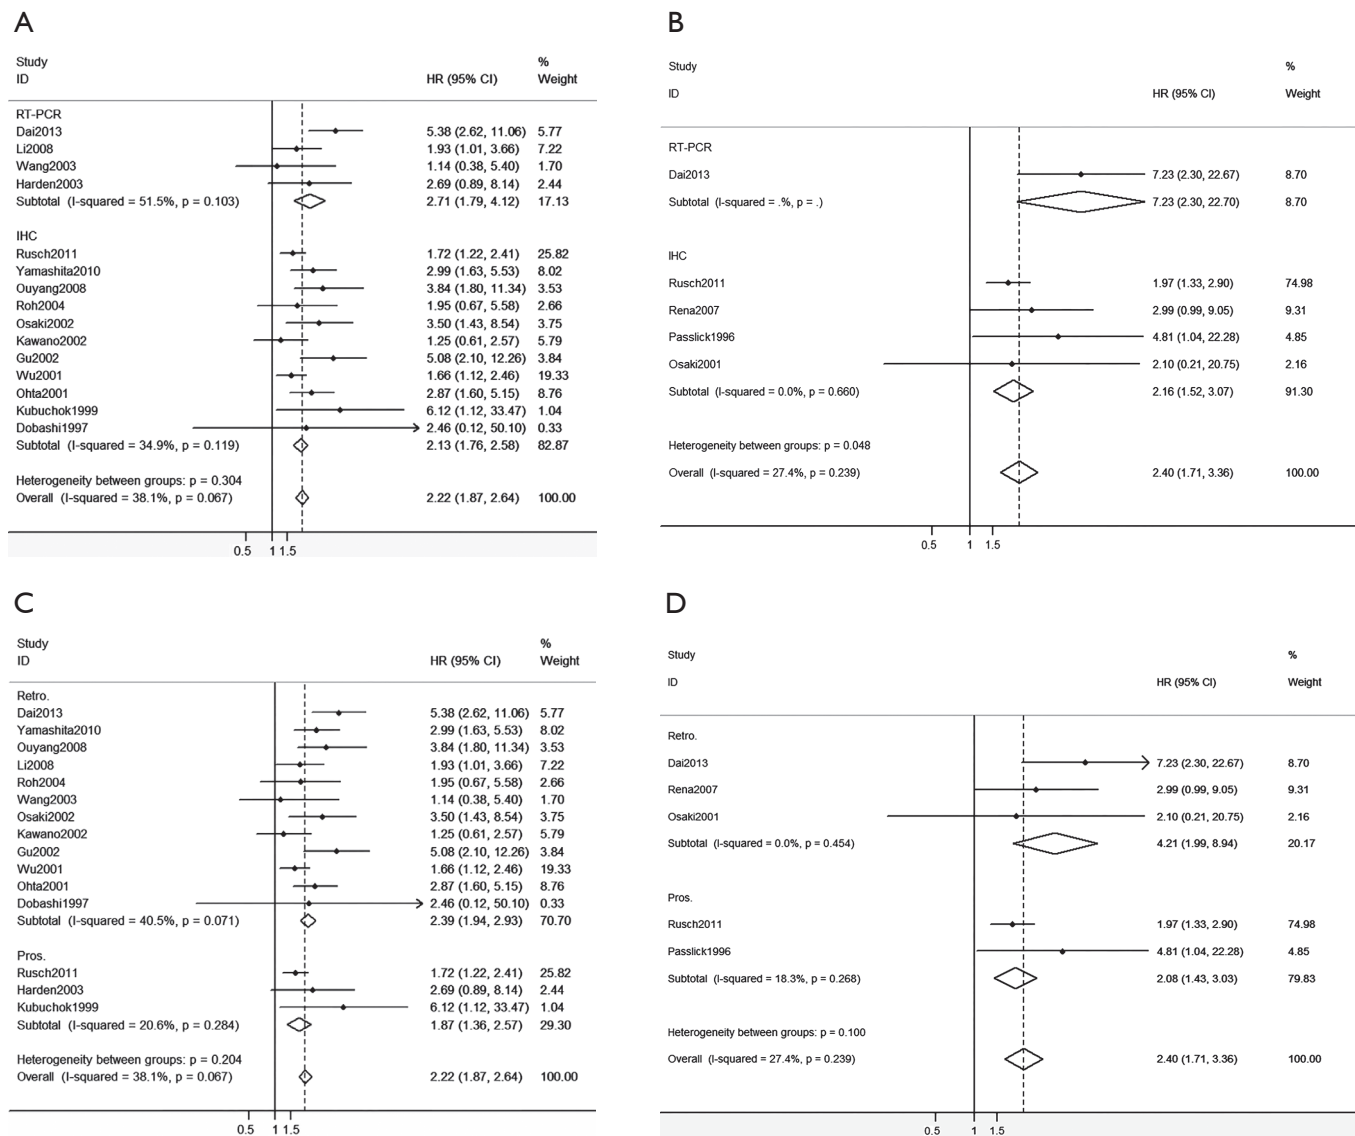 A
Study %
ID HR (95% CI) Weight
RT-PCR
Dai2013 5.38 (2.62, 11.06) 5.77
Li2008 1.93 (1.01, 3.66) 7.22
Wang2003 1.14 (0.38, 5.40) 1.70
Harden2003 2.69 (0.89, 8.14) 2.44
Subtotal (I-squared = 51.5%, p = 0.103) 2.71 (1.79, 4.12) 17.13
IHC
Rusch2011 1.72 (1.22, 2.41) 25.82
Yamashita2010 2.99 (1.63, 5.53) 8.02
Ouyang2008 3.84 (1.80, 11.34) 3.53
Roh2004 1.95 (0.67, 5.58) 2.66
Osaki2002 3.50 (1.43, 8.54) 3.75
Kawano2002 1.25 (0.61, 2.57) 5.79
Gu2002 5.08 (2.10, 12.26) 3.84
Wu2001 1.66 (1.12, 2.46) 19.33
Ohta2001 2.87 (1.60, 5.15) 8.76
Kubuchok1999 6.12 (1.12, 33.47) 1.04
Dobashi1997 2.46 (0.12, 50.10) 0.33
Subtotal (I-squared = 34.9%, p = 0.119) 2.13 (1.76, 2.58) 82.87
Heterogeneity between groups: p = 0.304
Overall (I-squared = 38.1%, p = 0.067) 2.22 (1.87, 2.64) 100.00
0.5 1 1.5
B
Study %
ID HR (95% CI) Weight
RT-PCR
Dai2013 7.23 (2.30, 22.67) 8.70
Subtotal (I-squared = .%, p = .) 7.23 (2.30, 22.70) 8.70
IHC
Rusch2011 1.97 (1.33, 2.90) 74.98
Rena2007 2.99 (0.99, 9.05) 9.31
Passlick1996 4.81 (1.04, 22.28) 4.85
Osaki2001 2.10 (0.21, 20.75) 2.16
Subtotal (I-squared = 0.0%, p = 0.660) 2.16 (1.52, 3.07) 91.30
Heterogeneity between groups: p = 0.048
Overall (I-squared = 27.4%, p = 0.239) 2.40 (1.71, 3.36) 100.00
0.5 1 1.5
C
Study %
ID HR (95% CI) Weight
Retro.
Dai2013 5.38 (2.62, 11.06) 5.77
Yamashita2010 2.99 (1.63, 5.53) 8.02
Ouyang2008 3.84 (1.80, 11.34) 3.53
Li2008 1.93 (1.01, 3.66) 7.22
Roh2004 1.95 (0.67, 5.58) 2.66
Wang2003 1.14 (0.38, 5.40) 1.70
Osaki2002 3.50 (1.43, 8.54) 3.75
Kawano2002 1.25 (0.61, 2.57) 5.79
Gu2002 5.08 (2.10, 12.26) 3.84
Wu2001 1.66 (1.12, 2.46) 19.33
Ohta2001 2.87 (1.60, 5.15) 8.76
Dobashi1997 2.46 (0.12, 50.10) 0.33
Subtotal (I-squared = 40.5%, p = 0.071) 2.39 (1.94, 2.93) 70.70
Pros.
Rusch2011 1.72 (1.22, 2.41) 25.82
Harden2003 2.69 (0.89, 8.14) 2.44
Kubuchok1999 6.12 (1.12, 33.47) 1.04
Subtotal (I-squared = 20.6%, p = 0.284) 1.87 (1.36, 2.57) 29.30
Heterogeneity between groups: p = 0.204
Overall (I-squared = 38.1%, p = 0.067) 2.22 (1.87, 2.64) 100.00
0.5 1 1.5
D
Study %
ID HR (95% CI) Weight
Retro.
Dai2013 7.23 (2.30, 22.67) 8.70
Rena2007 2.99 (0.99, 9.05) 9.31
Osaki2001 2.10 (0.21, 20.75) 2.16
Subtotal (I-squared = 0.0%, p = 0.454) 4.21 (1.99, 8.94) 20.17
Pros.
Rusch2011 1.97 (1.33, 2.90) 74.98
Passlick1996 4.81 (1.04, 22.28) 4.85
Subtotal (I-squared = 18.3%, p = 0.268) 2.08 (1.43, 3.03) 79.83
Heterogeneity between groups: p = 0.100
Overall (I-squared = 27.4%, p = 0.239) 2.40 (1.71, 3.36) 100.00
0.5 1 1.5